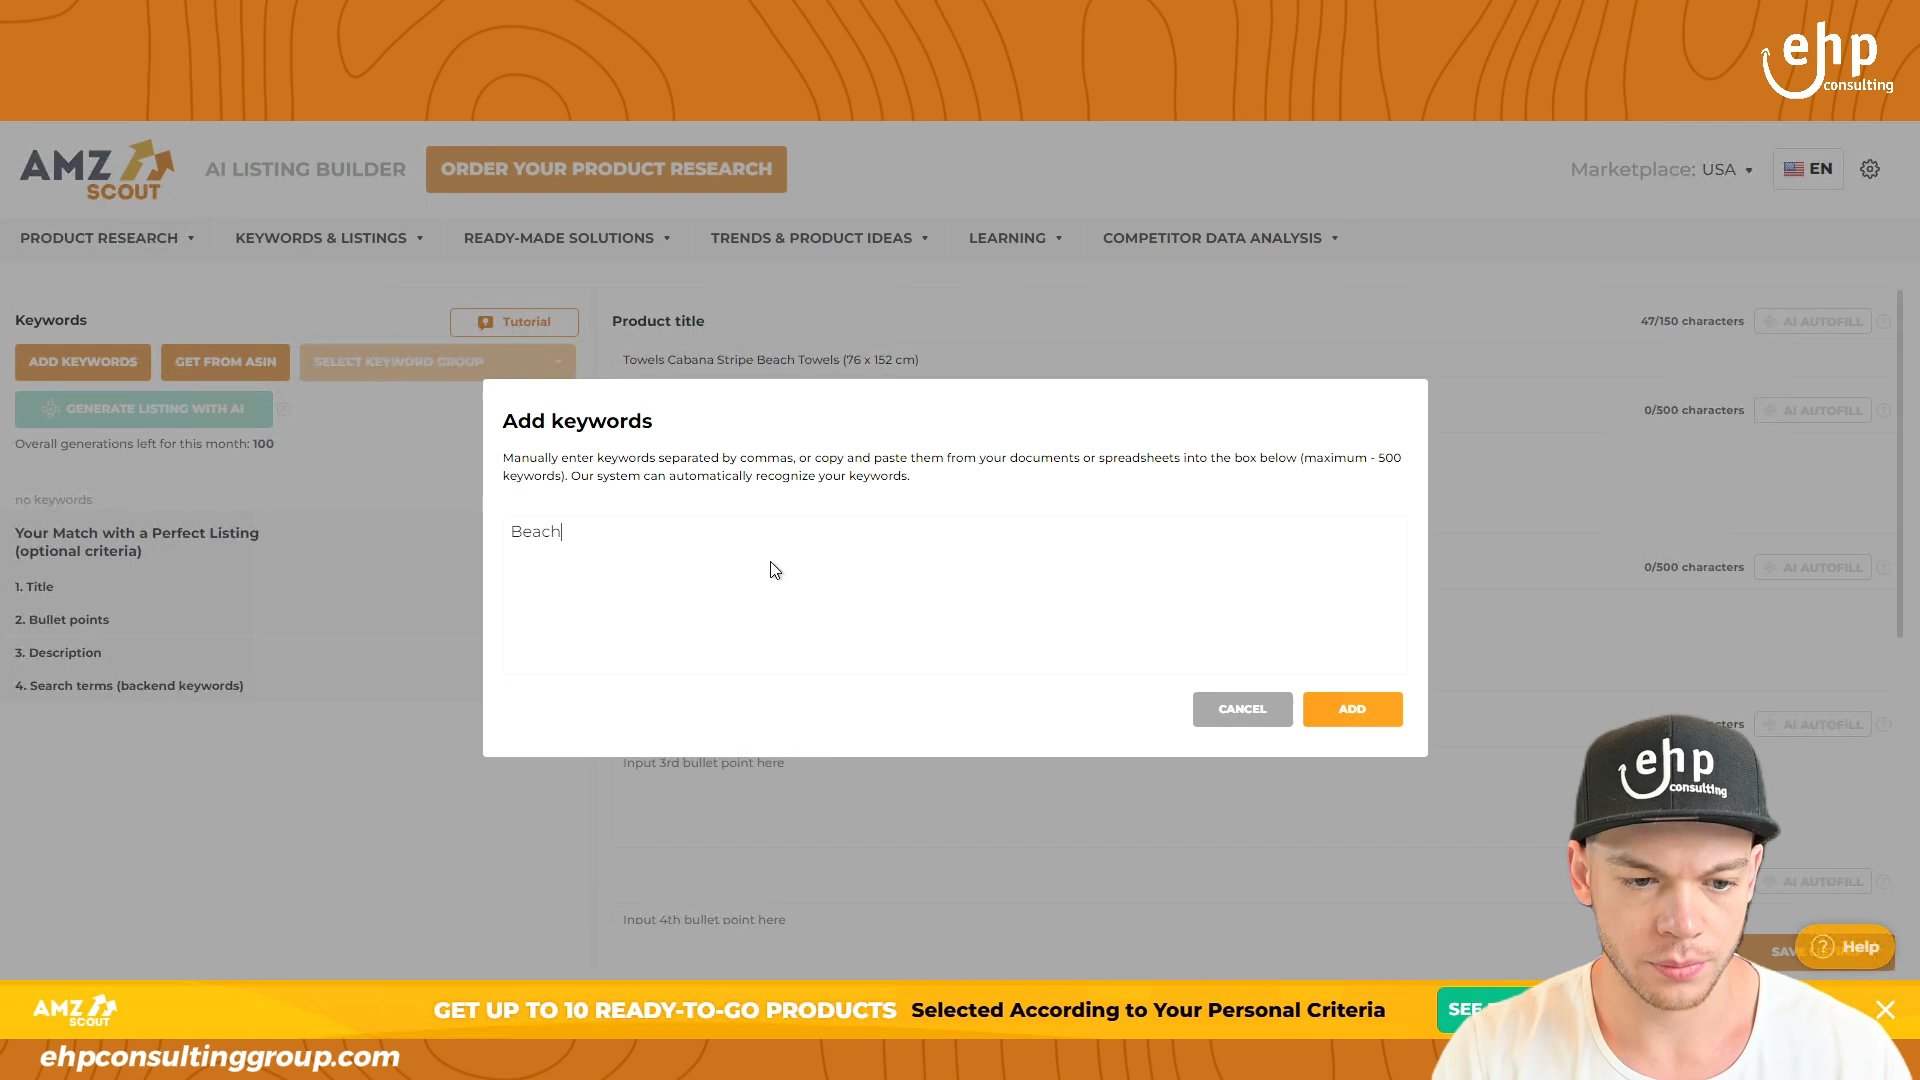 ehp
consulting
AMZ
SCOUT
AI LISTING BUILDER
ORDER YOUR PRODUCT RESEARCH
Marketplace: USA
EN
PRODUCT RESEARCH
KEYWORDS & LISTINGS
READY-MADE SOLUTIONS
TRENDS & PRODUCT IDEAS
LEARNING
COMPETITOR DATA ANALYSIS
Keywords
Tutorial
ADD KEYWORDS
GET FROM ASIN
SELECT KEYWORD GROUP
GENERATE LISTING WITH AI
Overall generations left for this month: 100
no keywords
Your Match with a Perfect Listing
(optional criteria)
1. Title
2. Bullet points
3. Description
4. Search terms (backend keywords)
Product title
47/150 characters
AI AUTOFILL
Towels Cabana Stripe Beach Towels (76 x 152 cm)
0/500 characters
AI AUTOFILL
0/500 characters
AI AUTOFILL
AI AUTOFILL
Input 3rd bullet point here
AI AUTOFILL
Input 4th bullet point here
Add keywords
Manually enter keywords separated by commas, or copy and paste them from your documents or spreadsheets into the box below (maximum - 500
keywords). Our system can automatically recognize your keywords.
Beach
CANCEL
ADD
ehp
consulting
Help
AMZ
SCOUT
GET UP TO 10 READY-TO-GO PRODUCTS Selected According to Your Personal Criteria
SEE
ehpconsultinggroup.com